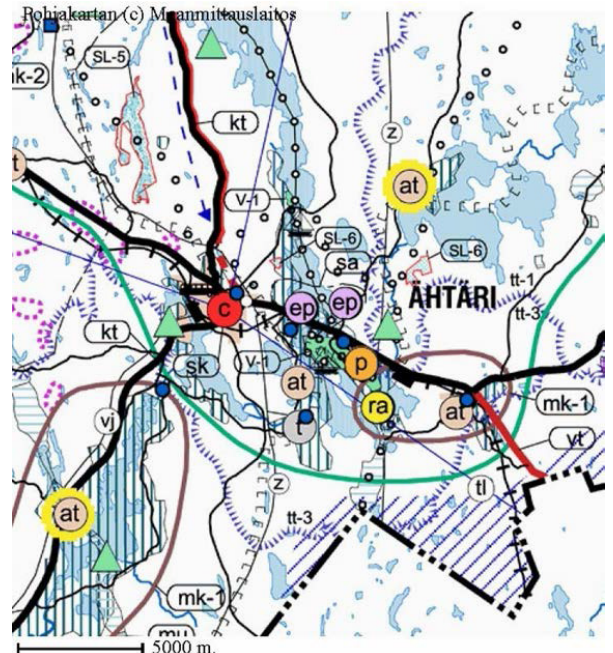 Pohjakartan (c) Maanmittauslaitos
SL-5
mk-2
kt
z
at
V-1
SL-6
sa
SL-6
ÄHTÄRI
tt-1
tt-3
c
ep
ep
kt
sk
V-1
at
p
ra
at
mk-1
vj
t
vt
at
z
tl
tt-3
mk-1
mu
5000 m.